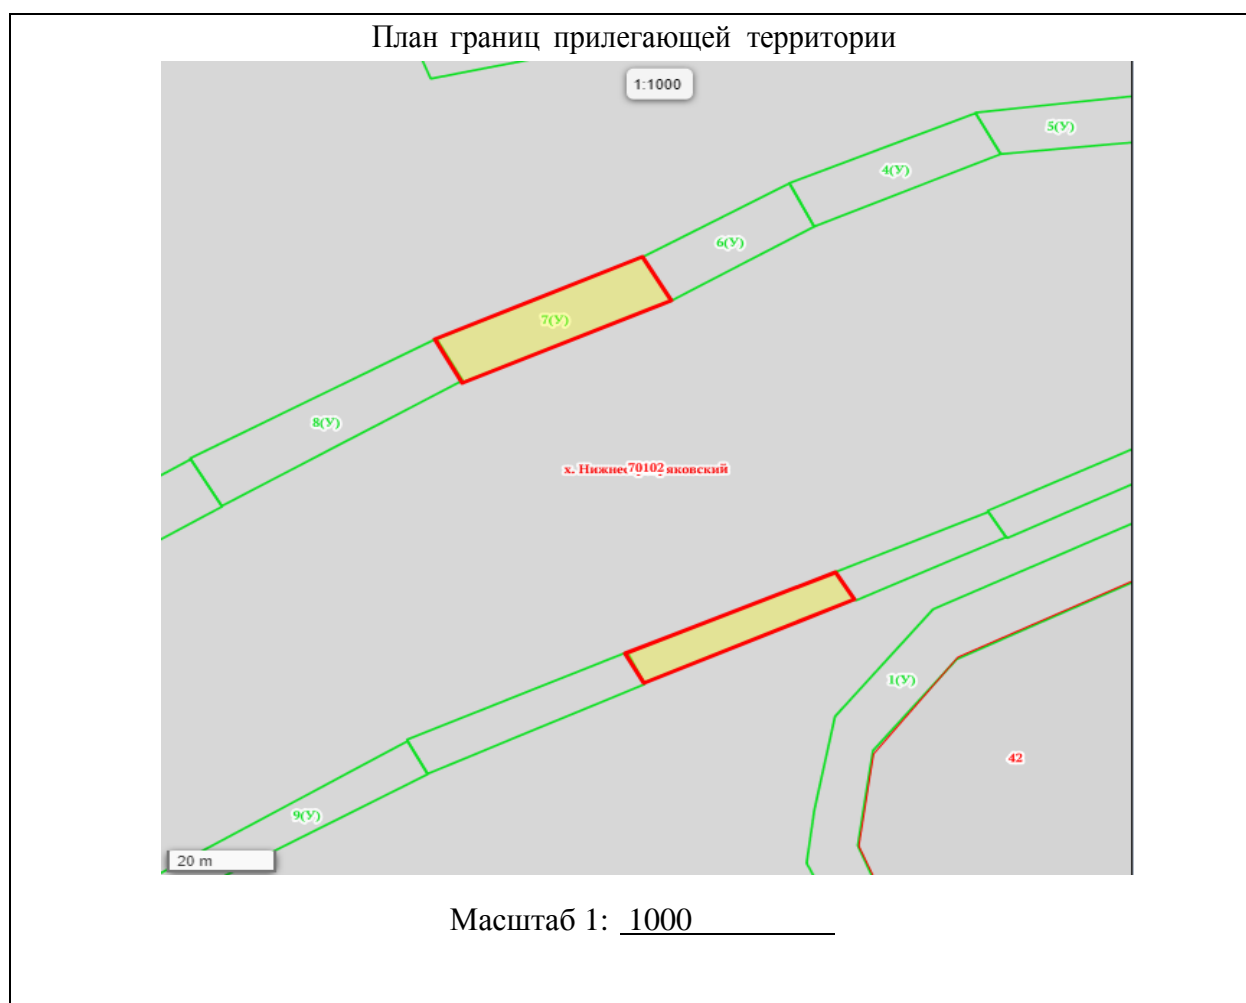 План границ прилегающей территории
1:1000
5(У)
4(У)
6(У)
7(У)
8(У)
х. 70102
1(У)
42
9(У)
20 m
Масштаб 1: 1000